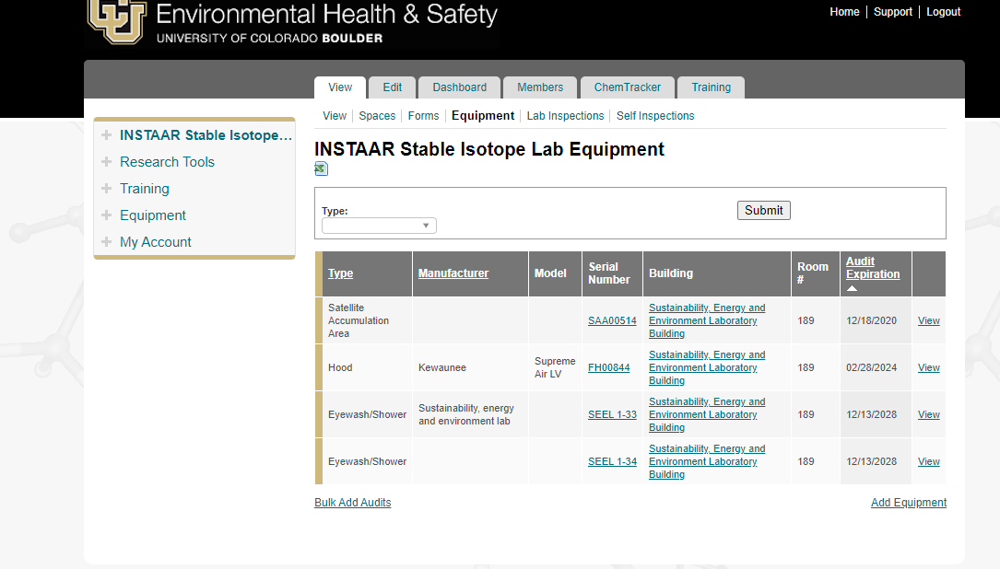 Environmental Health & Safety
UNIVERSITY OF COLORADO BOULDER
Home | Support | Logout
View Edit Dashboard Members ChemTracker Training
View | Spaces | Forms | Equipment | Lab Inspections | Self Inspections
INSTAAR Stable Isotope...
Research Tools
Training
Equipment
My Account
INSTAAR Stable Isotope Lab Equipment
Type:
Submit
Type Manufacturer Model Serial Number Building Room # Audit Expiration
Satellite Accumulation Area SAA00514 Sustainability, Energy and Environment Laboratory Building 189 12/18/2020 View
Hood Kewaunee Supreme Air LV FH00844 Sustainability, Energy and Environment Laboratory Building 189 02/28/2024 View
Eyewash/Shower Sustainability, energy and environment lab SEEL 1-33 Sustainability, Energy and Environment Laboratory Building 189 12/13/2028 View
Eyewash/Shower SEEL 1-34 Sustainability, Energy and Environment Laboratory Building 189 12/13/2028 View
Bulk Add Audits Add Equipment